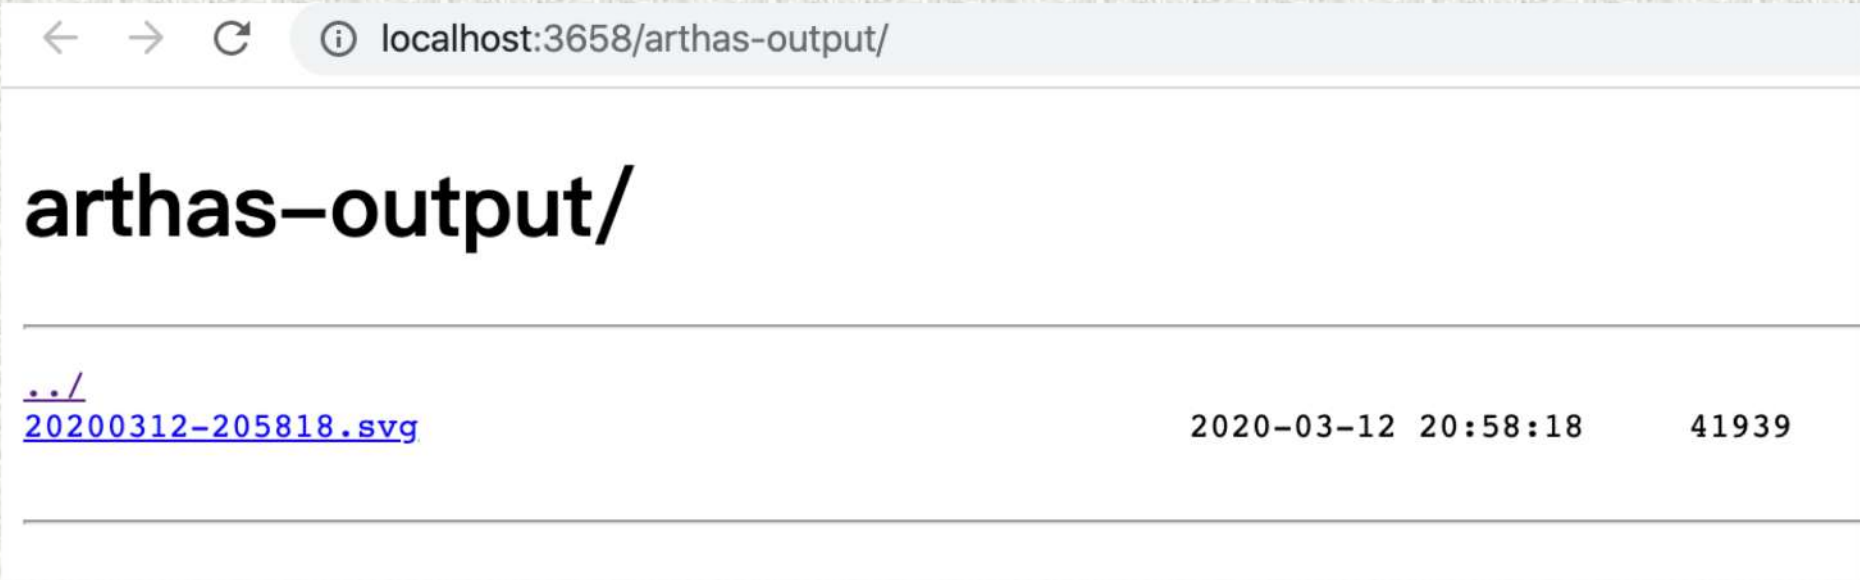 localhost:3658/arthas-output/
arthas-output/
../
20200312-205818.svg 2020-03-12 20:58:18 41939